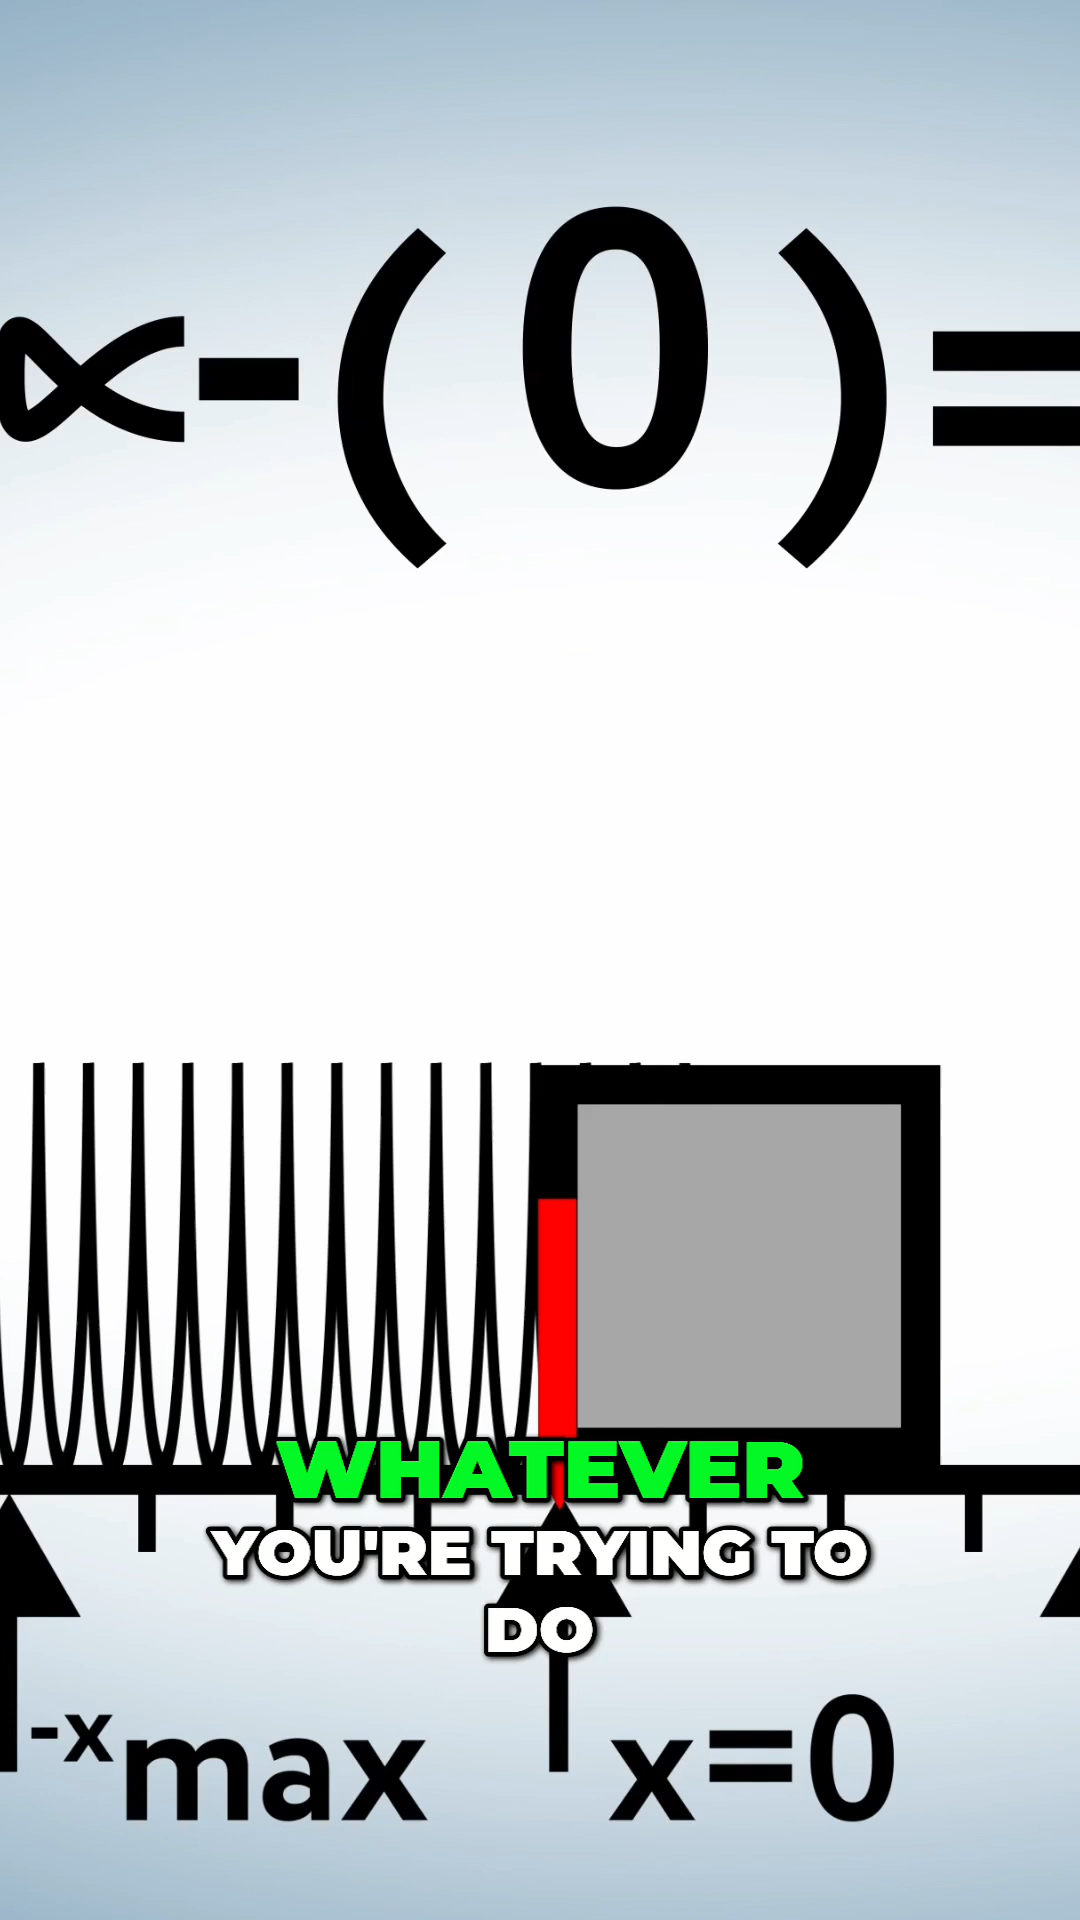 ∝-(0)=
WHATEVER
YOU'RE TRYING TO
DO
-xmax x=0